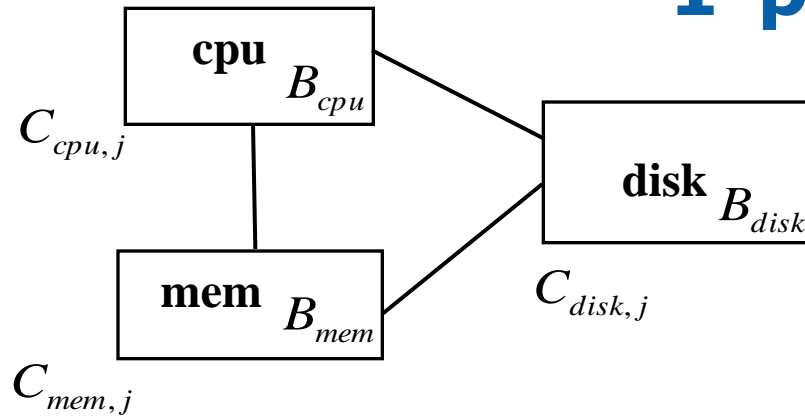 cpu B_cpu
C_cpu,j
disk B_disk
mem B_mem
C_disk,j
C_mem,j